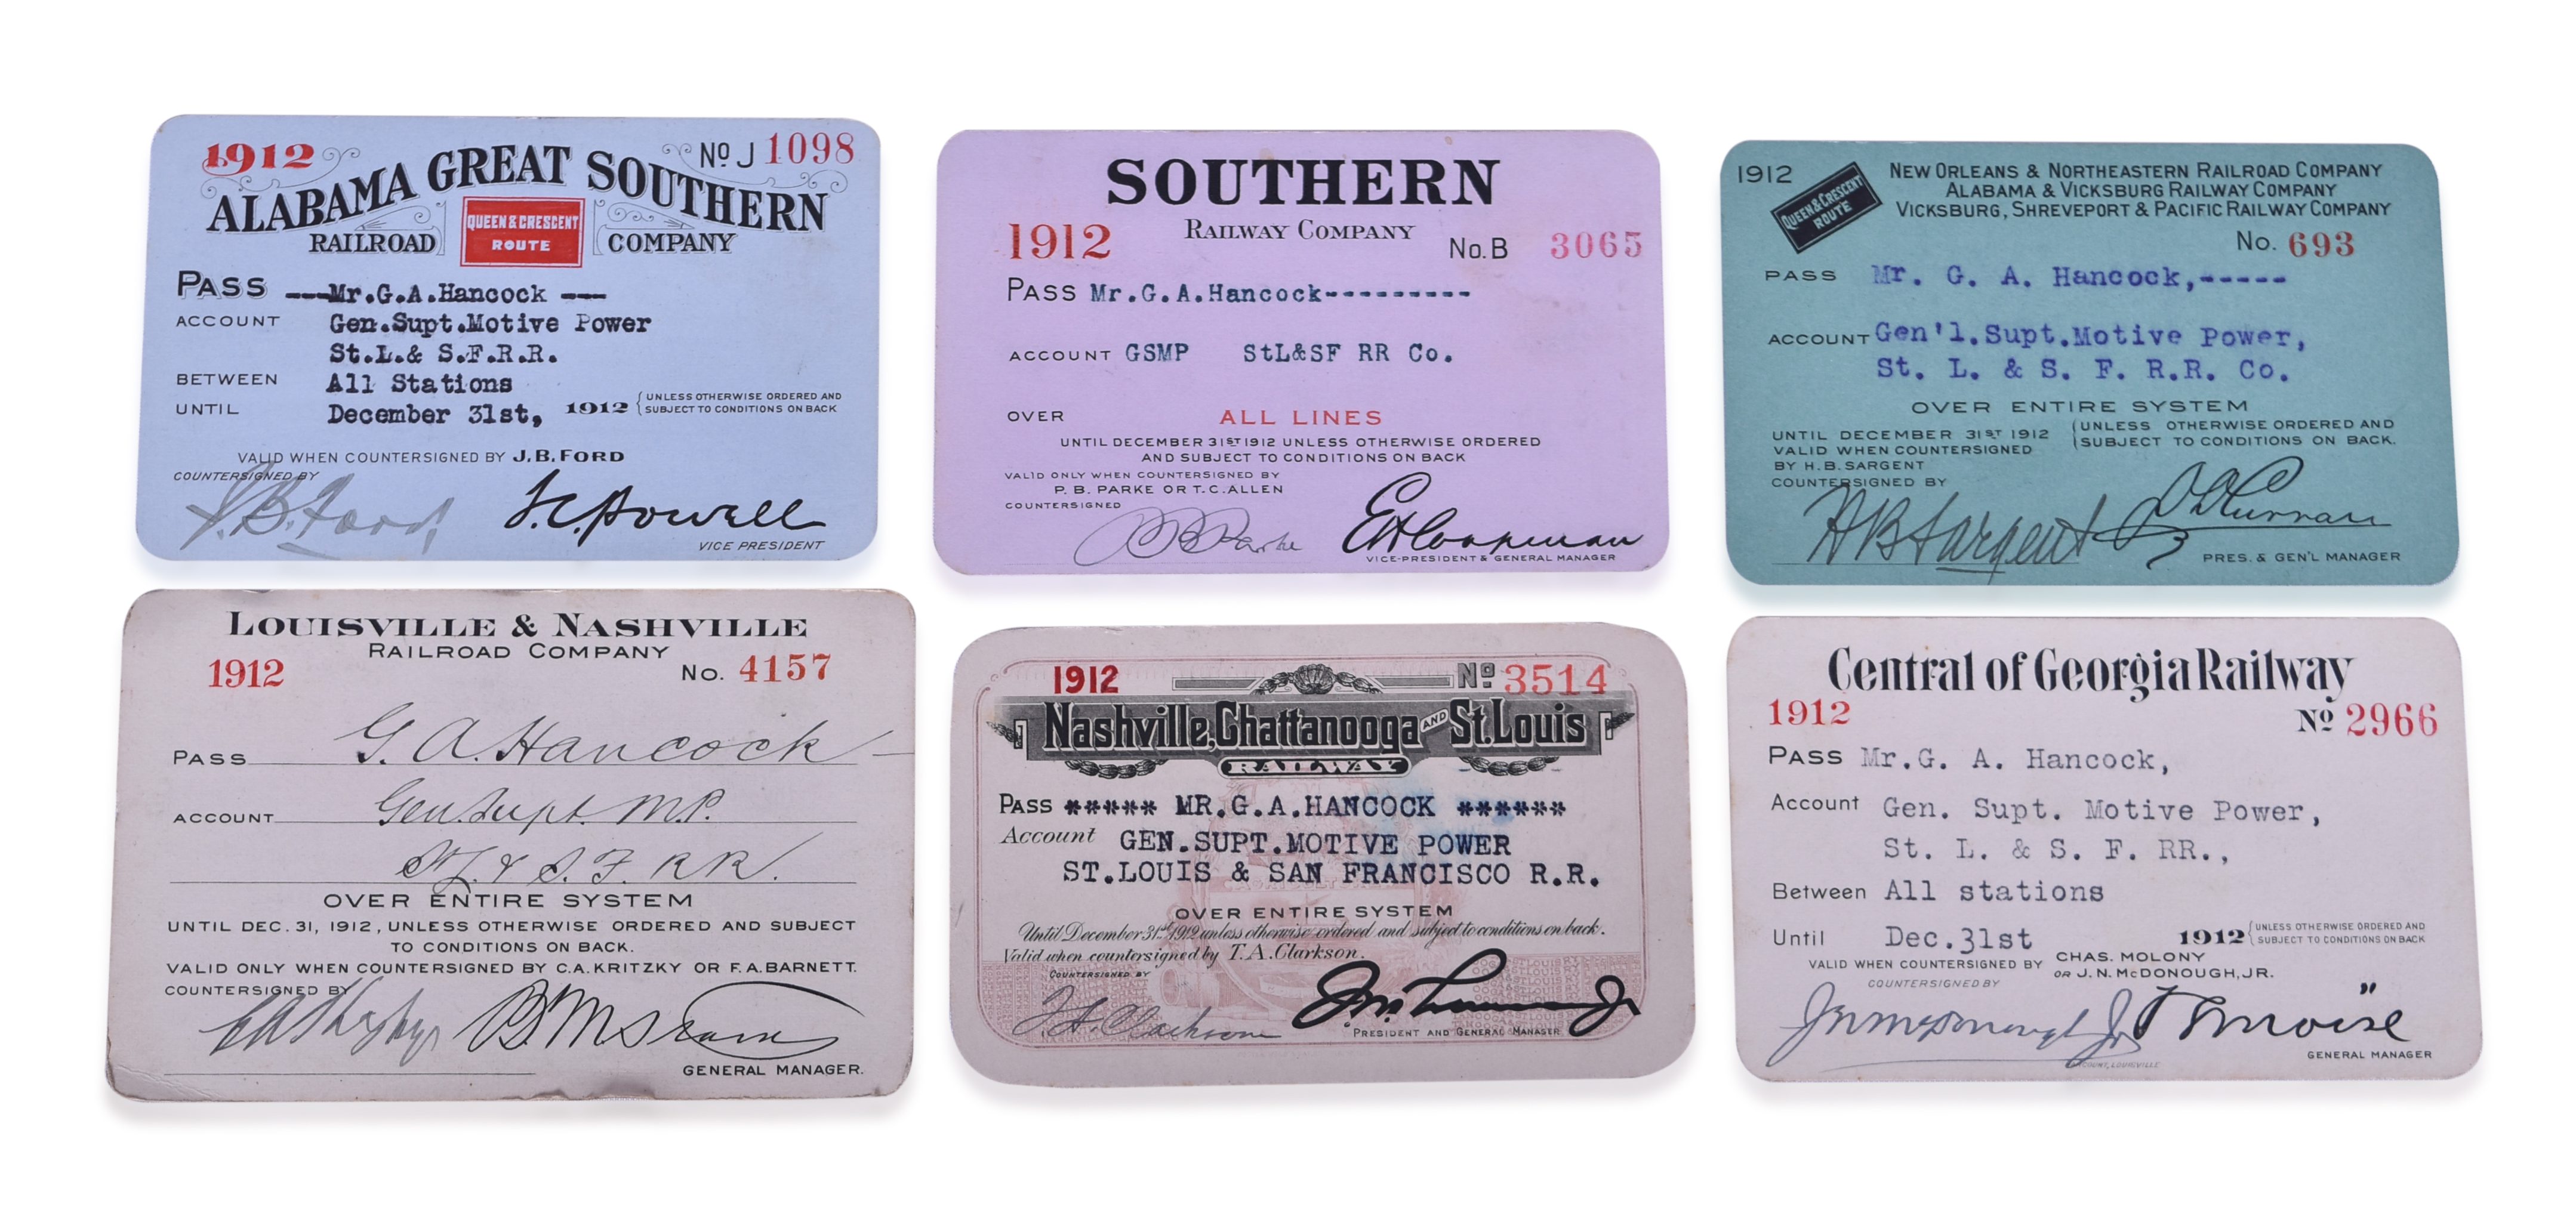 1912
No J 1098
ALABAMA GREAT SOUTHERN
RAILROAD COMPANY
QUEEN & CRESCENT
ROUTE
PASS ---Mr.G.A.Hancock ---
ACCOUNT Gen.Supt.Motive Power
St.L.& S.F.R.R.
BETWEEN All Stations
UNTIL December 31st, 1912 { UNLESS OTHERWISE ORDERED AND
SUBJECT TO CONDITIONS ON BACK
VALID WHEN COUNTERSIGNED BY J.B.FORD
COUNTERSIGNED BY
J.B.Ford
VICE PRESIDENT
SOUTHERN
RAILWAY COMPANY
1912 No. B 3065
PASS Mr.G.A.Hancock----------
ACCOUNT GSMP StL&SF RR Co.
OVER ALL LINES
UNTIL DECEMBER 31ST 1912 UNLESS OTHERWISE ORDERED
AND SUBJECT TO CONDITIONS ON BACK
VALID ONLY WHEN COUNTERSIGNED BY
P. B. PARKE OR T. C. ALLEN
COUNTERSIGNED
VICE-PRESIDENT & GENERAL MANAGER
1912
QUEEN & CRESCENT
ROUTE
NEW ORLEANS & NORTHEASTERN RAILROAD COMPANY
ALABAMA & VICKSBURG RAILWAY COMPANY
VICKSBURG, SHREVEPORT & PACIFIC RAILWAY COMPANY
No. 693
PASS Mr. G. A. Hancock,-----
ACCOUNT Gen'l.Supt.Motive Power,
St. L. & S. F. R.R. Co.
OVER ENTIRE SYSTEM
UNTIL DECEMBER 31ST 1912 (UNLESS OTHERWISE ORDERED AND
SUBJECT TO CONDITIONS ON BACK.
VALID WHEN COUNTERSIGNED
BY H. B. SARGENT
COUNTERSIGNED BY
HB Sargent
PRES. & GEN'L MANAGER
LOUISVILLE & NASHVILLE
RAILROAD COMPANY
1912 No. 4157
PASS G. A. Hancock
ACCOUNT Gen. Supt. M.P.
St L. & S. F. RR.
OVER ENTIRE SYSTEM
UNTIL DEC. 31, 1912, UNLESS OTHERWISE ORDERED AND SUBJECT
TO CONDITIONS ON BACK.
VALID ONLY WHEN COUNTERSIGNED BY C.A. KRITZKY OR F. A. BARNETT.
COUNTERSIGNED BY
GENERAL MANAGER.
1912 No 3514
Nashville, Chattanooga AND St. Louis
RAILWAY
PASS ***** MR.G.A.HANCOCK ******
Account GEN.SUPT.MOTIVE POWER
ST.LOUIS & SAN FRANCISCO R.R.
OVER ENTIRE SYSTEM
Until December 31st 1912 unless otherwise ordered and subject to conditions on back.
Valid when countersigned by T. A. Clarkson.
COUNTERSIGNED BY
PRESIDENT AND GENERAL MANAGER
Central of Georgia Railway
1912 No 2966
PASS Mr.G. A. Hancock,
Account Gen. Supt. Motive Power,
St. L. & S. F. RR.,
Between All stations
Until Dec.31st 1912 { UNLESS OTHERWISE ORDERED AND
SUBJECT TO CONDITIONS ON BACK
VALID WHEN COUNTERSIGNED BY CHAS. MOLONY
OR J. N. McDONOUGH, JR.
COUNTERSIGNED BY
GENERAL MANAGER